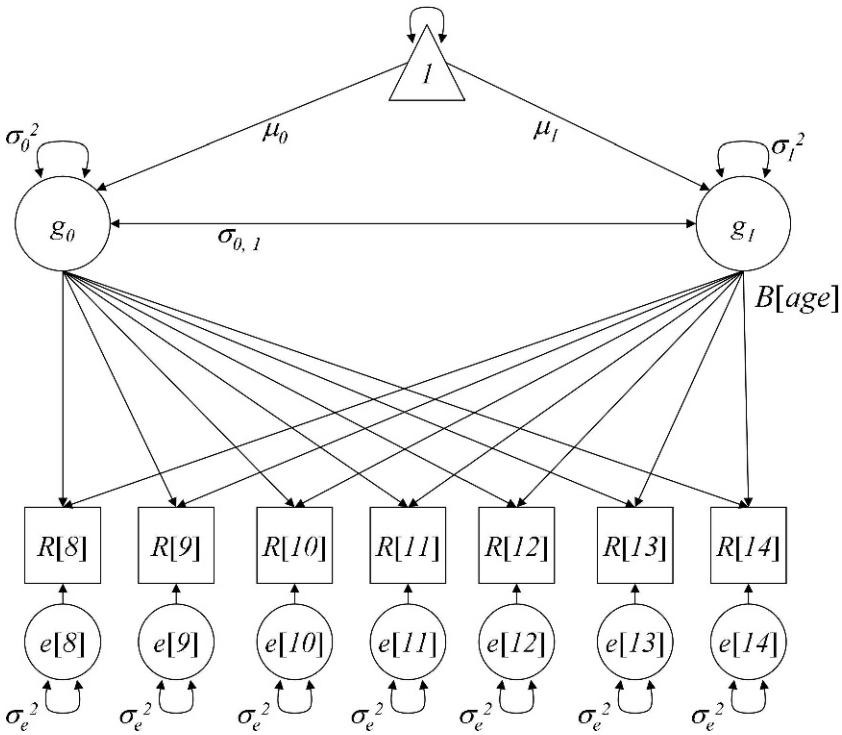 1
μ₀ μ₁
σ₀² σ₁²
g₀ g₁
σ₀, ₁
B[age]
R[8] R[9] R[10] R[11] R[12] R[13] R[14]
e[8] e[9] e[10] e[11] e[12] e[13] e[14]
σₑ² σₑ² σₑ² σₑ² σₑ² σₑ² σₑ²